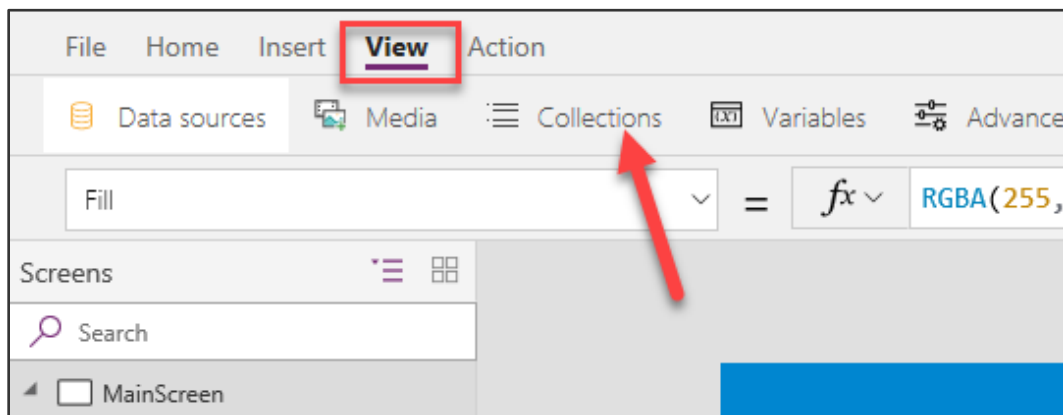 File Home Insert View Action
Data sources Media Collections (x) Variables Advance
Fill = fx RGBA(255,
Screens
Search
MainScreen